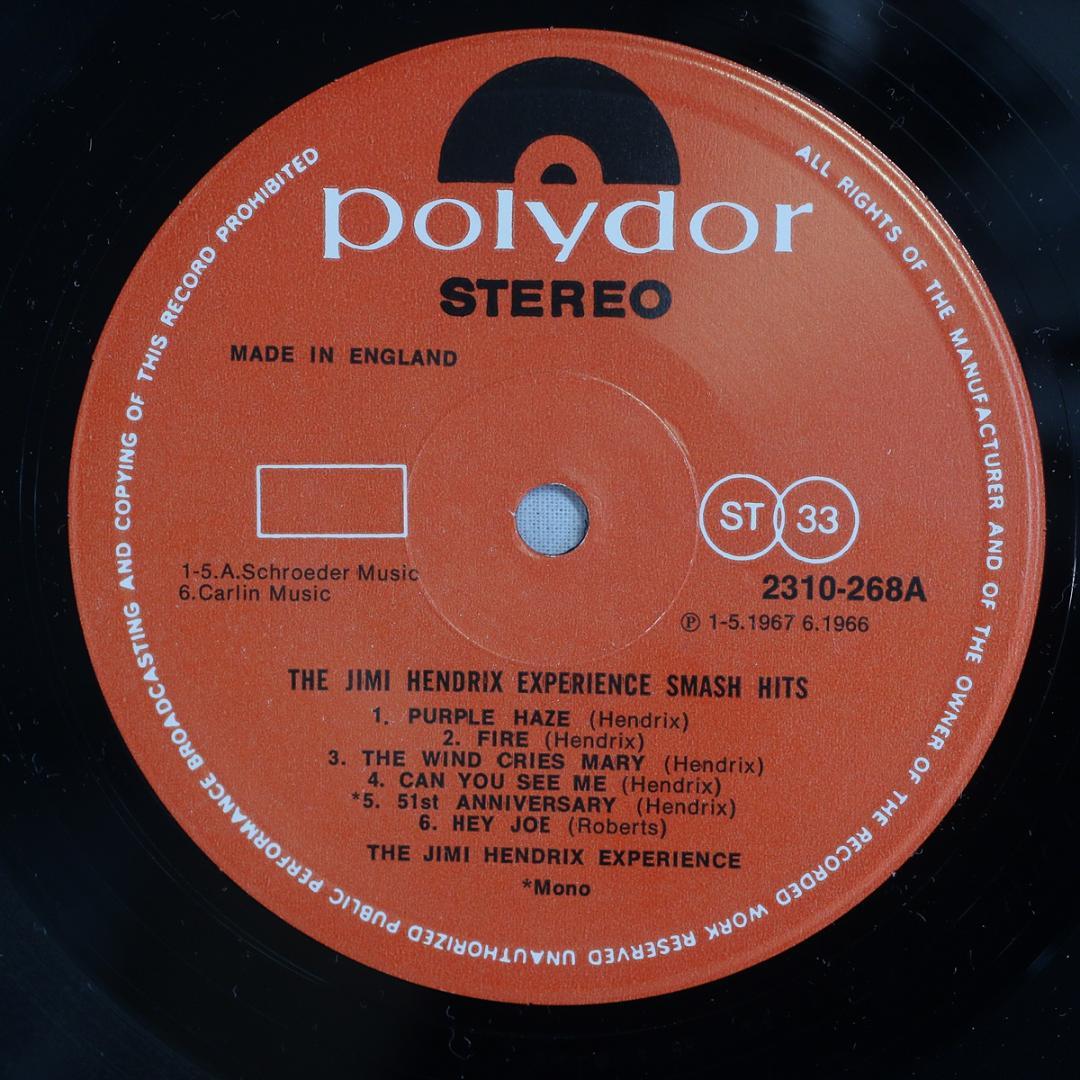 polydor
STEREO
MADE IN ENGLAND
ST 33
1-5.A.Schroeder Music
6.Carlin Music
2310-268A
℗ 1-5.1967 6.1966
THE JIMI HENDRIX EXPERIENCE SMASH HITS
1. PURPLE HAZE (Hendrix)
2. FIRE (Hendrix)
3. THE WIND CRIES MARY (Hendrix)
4. CAN YOU SEE ME (Hendrix)
*5. 51st ANNIVERSARY (Hendrix)
6. HEY JOE (Roberts)
THE JIMI HENDRIX EXPERIENCE
*Mono
ALL RIGHTS OF THE MANUFACTURER AND OF THE OWNER OF THE RECORDED WORK RESERVED UNAUTHORIZED PUBLIC PERFORMANCE BROADCASTING AND COPYING OF THIS RECORD PROHIBITED